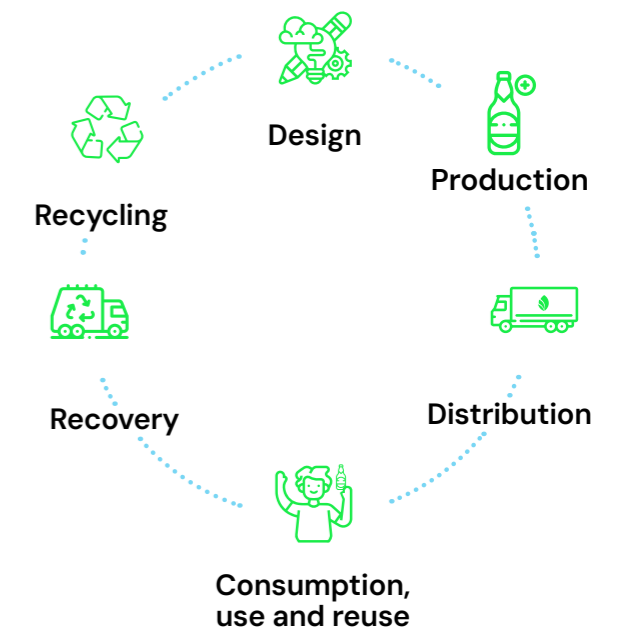 Design
Production
Recycling
Distribution
Recovery
Consumption,
use and reuse